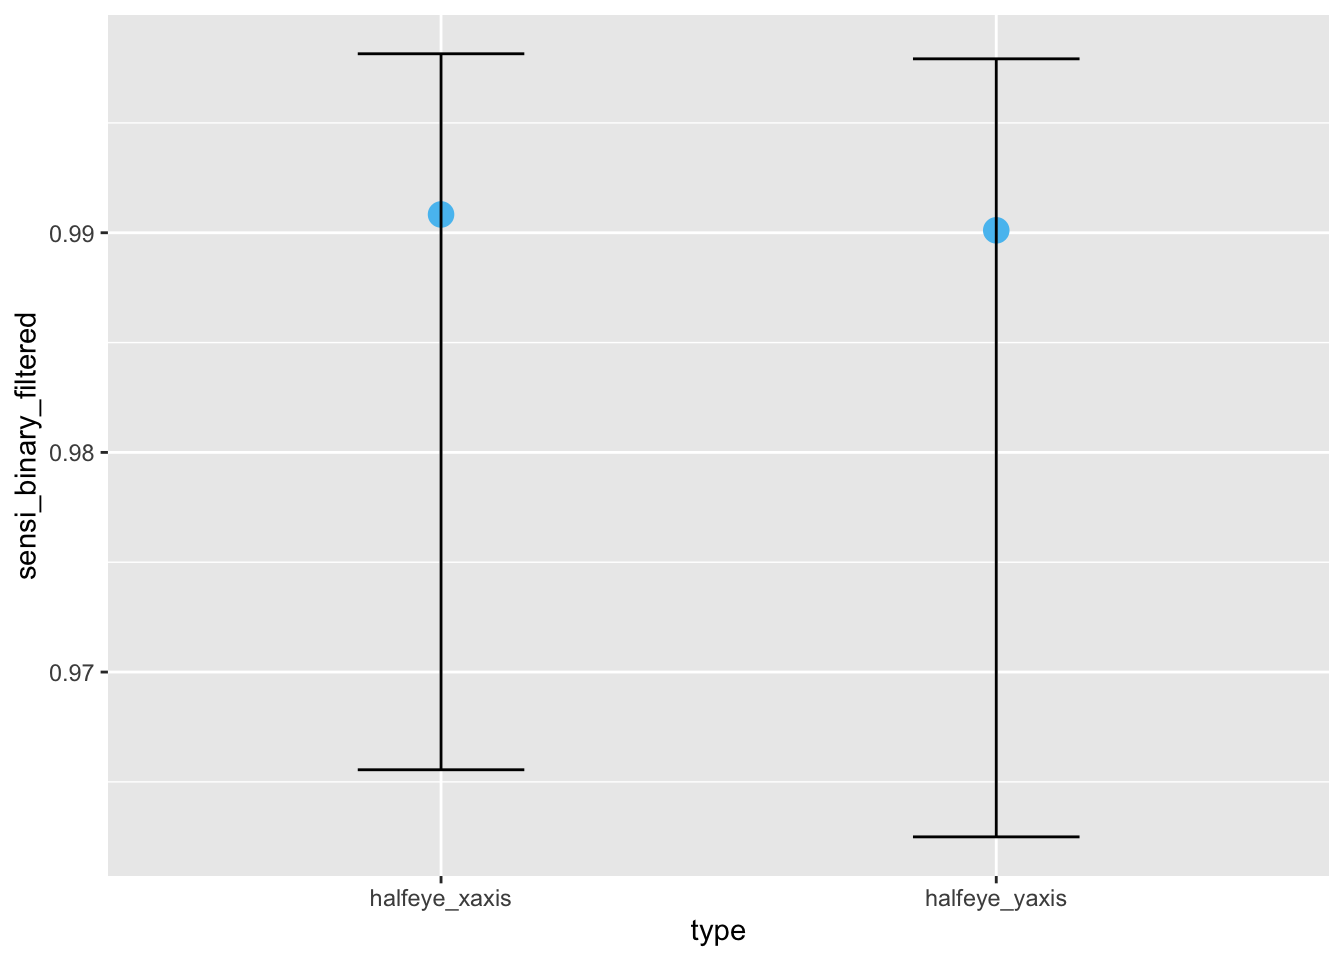 sensi_binary_filtered
0.99
0.98
0.97
halfeye_xaxis
halfeye_yaxis
type